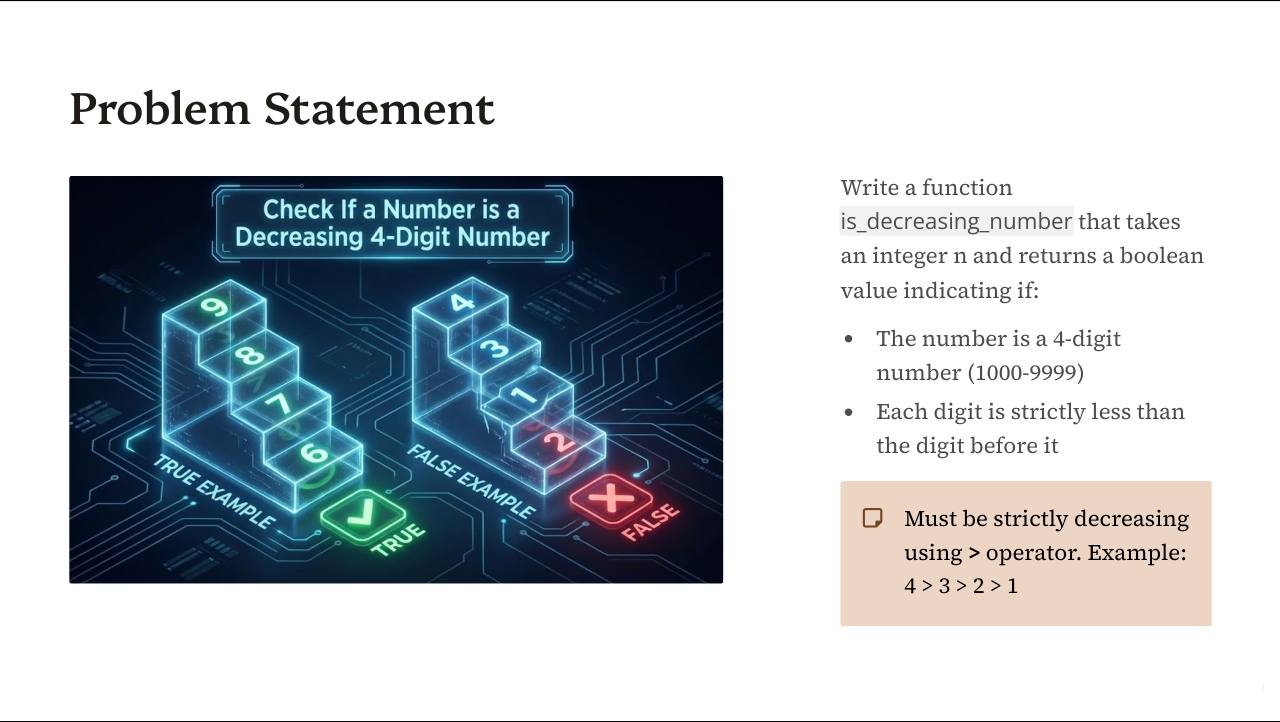 Problem Statement
Check If a Number is a
Decreasing 4-Digit Number
9
8
7
6
TRUE EXAMPLE
TRUE
4
3
1
2
FALSE EXAMPLE
FALSE
Write a function
is_decreasing_number that takes
an integer n and returns a boolean
value indicating if:
• The number is a 4-digit
number (1000-9999)
• Each digit is strictly less than
the digit before it
Must be strictly decreasing
using > operator. Example:
4 > 3 > 2 > 1